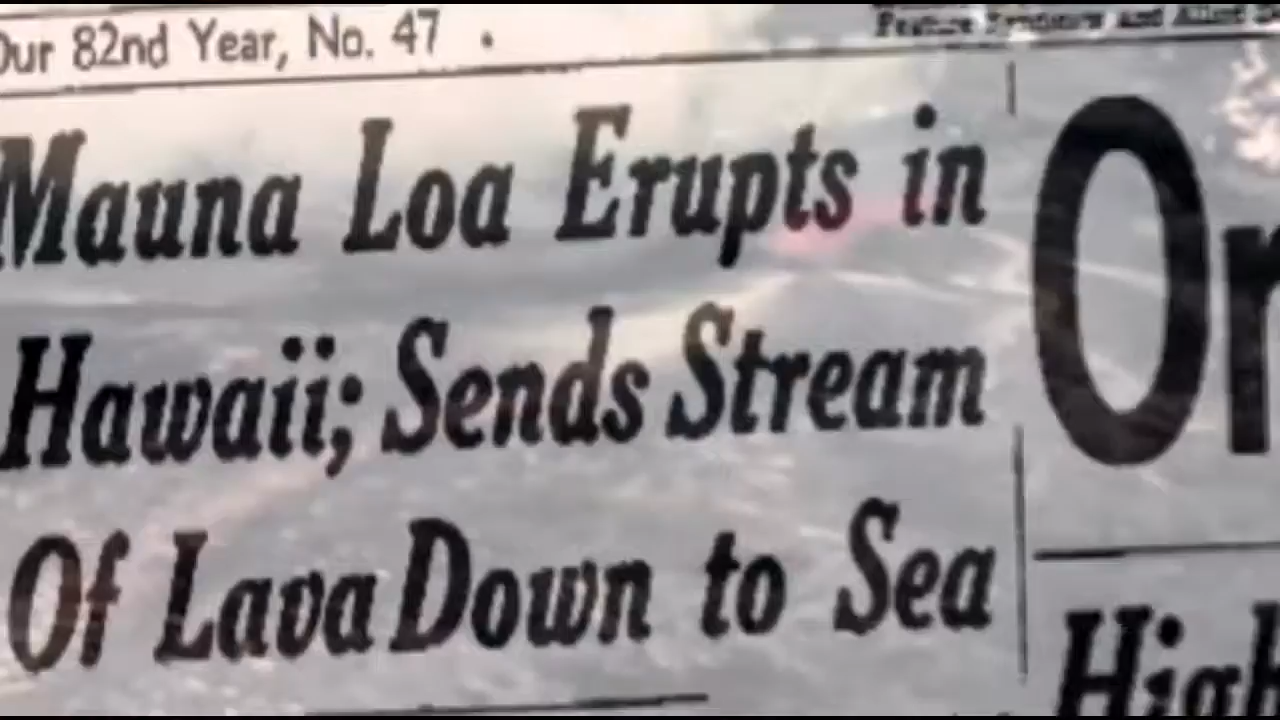 Our 82nd Year, No. 47
Mauna Loa Erupts in
Hawaii; Sends Stream
Of Lava Down to Sea